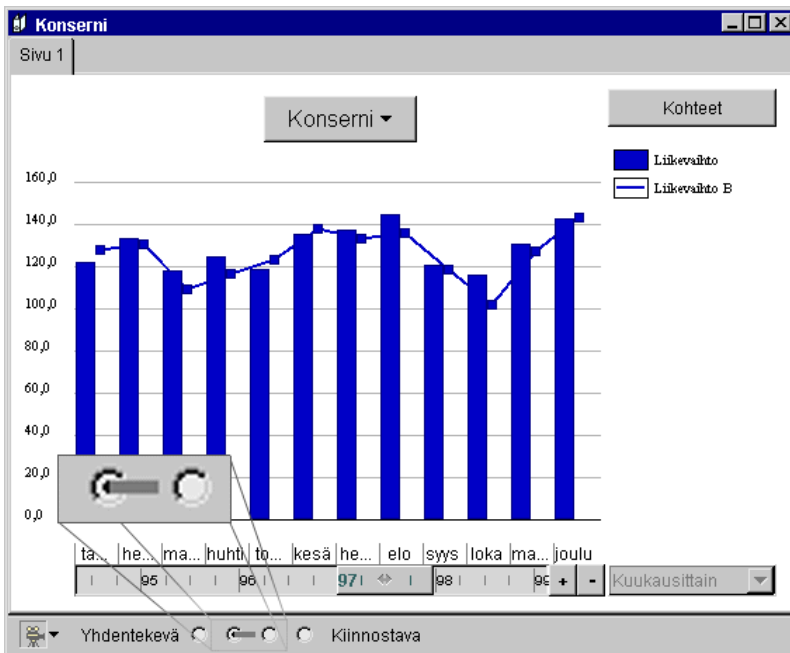 Konserni
Sivu 1
Konserni
Kohteet
Liikevaihto
Liikevaihto B
160,0
140,0
120,0
100,0
80,0
60,0
40,0
20,0
0,0
ta... he... ma... huhti to... kesä he... elo syys loka ma... joulu
95 96 97 98 99 + - Kuukausittain
Yhdentekevä Kiinnostava